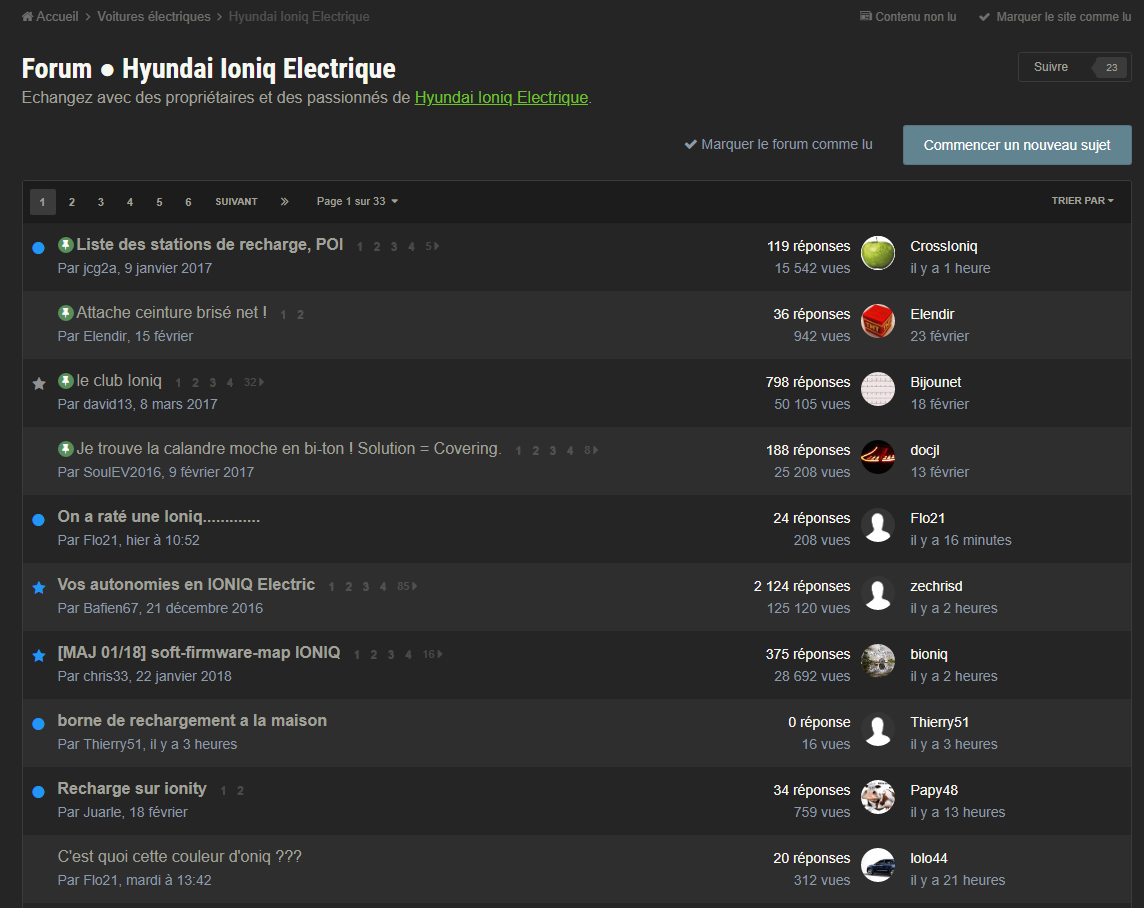 Accueil > Voitures électriques > Hyundai Ioniq Electrique
Contenu non lu
Marquer le site comme lu
Forum ● Hyundai Ioniq Electrique
Suivre 23
Echangez avec des propriétaires et des passionnés de Hyundai Ioniq Electrique.
Marquer le forum comme lu
Commencer un nouveau sujet
1 2 3 4 5 6 SUIVANT » Page 1 sur 33
TRIER PAR
Liste des stations de recharge, POI 1 2 3 4 5
Par jcg2a, 9 janvier 2017
119 réponses
15 542 vues
CrossIoniq
il y a 1 heure
Attache ceinture brisé net ! 1 2
Par Elendir, 15 février
36 réponses
942 vues
Elendir
23 février
le club Ioniq 1 2 3 4 32
Par david13, 8 mars 2017
798 réponses
50 105 vues
Bijounet
18 février
Je trouve la calandre moche en bi-ton ! Solution = Covering. 1 2 3 4 8
Par SoulEV2016, 9 février 2017
188 réponses
25 208 vues
docjl
13 février
On a raté une Ioniq.............
Par Flo21, hier à 10:52
24 réponses
208 vues
Flo21
il y a 16 minutes
Vos autonomies en IONIQ Electric 1 2 3 4 85
Par Bafien67, 21 décembre 2016
2 124 réponses
125 120 vues
zechrisd
il y a 2 heures
[MAJ 01/18] soft-firmware-map IONIQ 1 2 3 4 16
Par chris33, 22 janvier 2018
375 réponses
28 692 vues
bioniq
il y a 2 heures
borne de rechargement a la maison
Par Thierry51, il y a 3 heures
0 réponse
16 vues
Thierry51
il y a 3 heures
Recharge sur ionity 1 2
Par Juarle, 18 février
34 réponses
759 vues
Papy48
il y a 13 heures
C'est quoi cette couleur d'oniq ???
Par Flo21, mardi à 13:42
20 réponses
312 vues
lolo44
il y a 21 heures